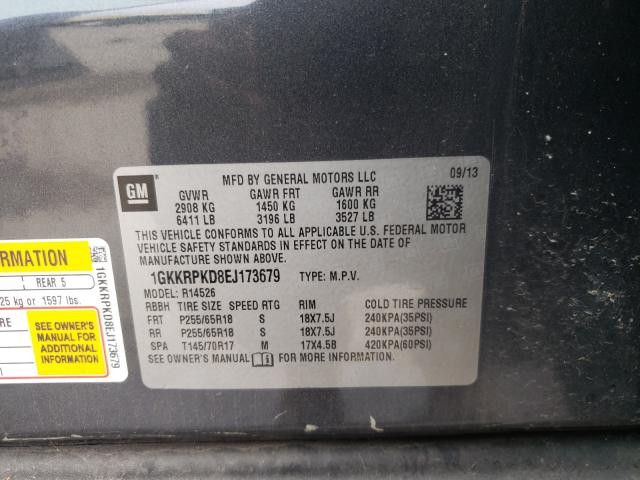 GM
MFD BY GENERAL MOTORS LLC 09/13
GVWR GAWR FRT GAWR RR
2908 KG 1450 KG 1600 KG
6411 LB 3196 LB 3527 LB
THIS VEHICLE CONFORMS TO ALL APPLICABLE U.S. FEDERAL MOTOR
VEHICLE SAFETY STANDARDS IN EFFECT ON THE DATE OF
MANUFACTURE SHOWN ABOVE.
1GKKRPKD8EJ173679 TYPE: M.P.V.
MODEL: R14526
RBBH TIRE SIZE SPEED RTG RIM COLD TIRE PRESSURE
FRT P255/65R18 S 18X7.5J 240KPA(35PSI)
RR P255/65R18 S 18X7.5J 240KPA(35PSI)
SPA T145/70R17 M 17X4.5B 420KPA(60PSI)
SEE OWNER'S MANUAL FOR MORE INFORMATION.
ORMATION
REAR 5
25 kg or 1597 lbs.
RE
SEE OWNER'S
MANUAL FOR
ADDITIONAL
INFORMATION
1GKKRPKD8EJ173679